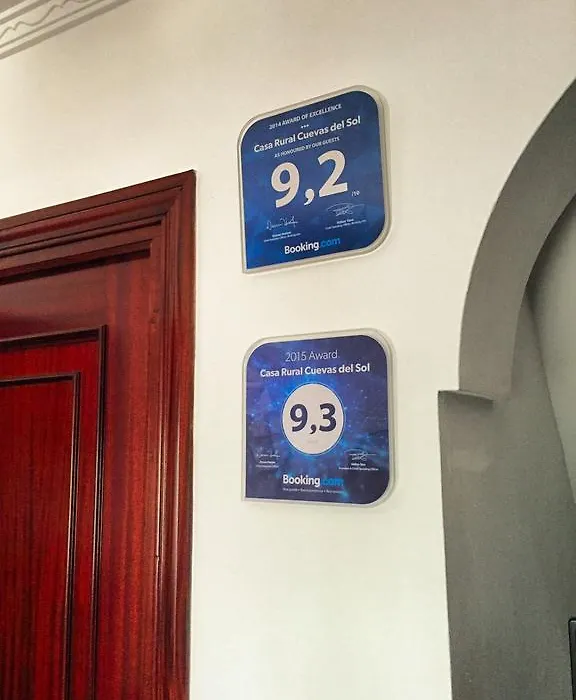 2014 AWARD OF EXCELLENCE
Casa Rural Cuevas del Sol
AS HONOURED BY OUR GUESTS
9,2
/10
Booking.com
2015 Award
Casa Rural Cuevas del Sol
9,3
Booking.com